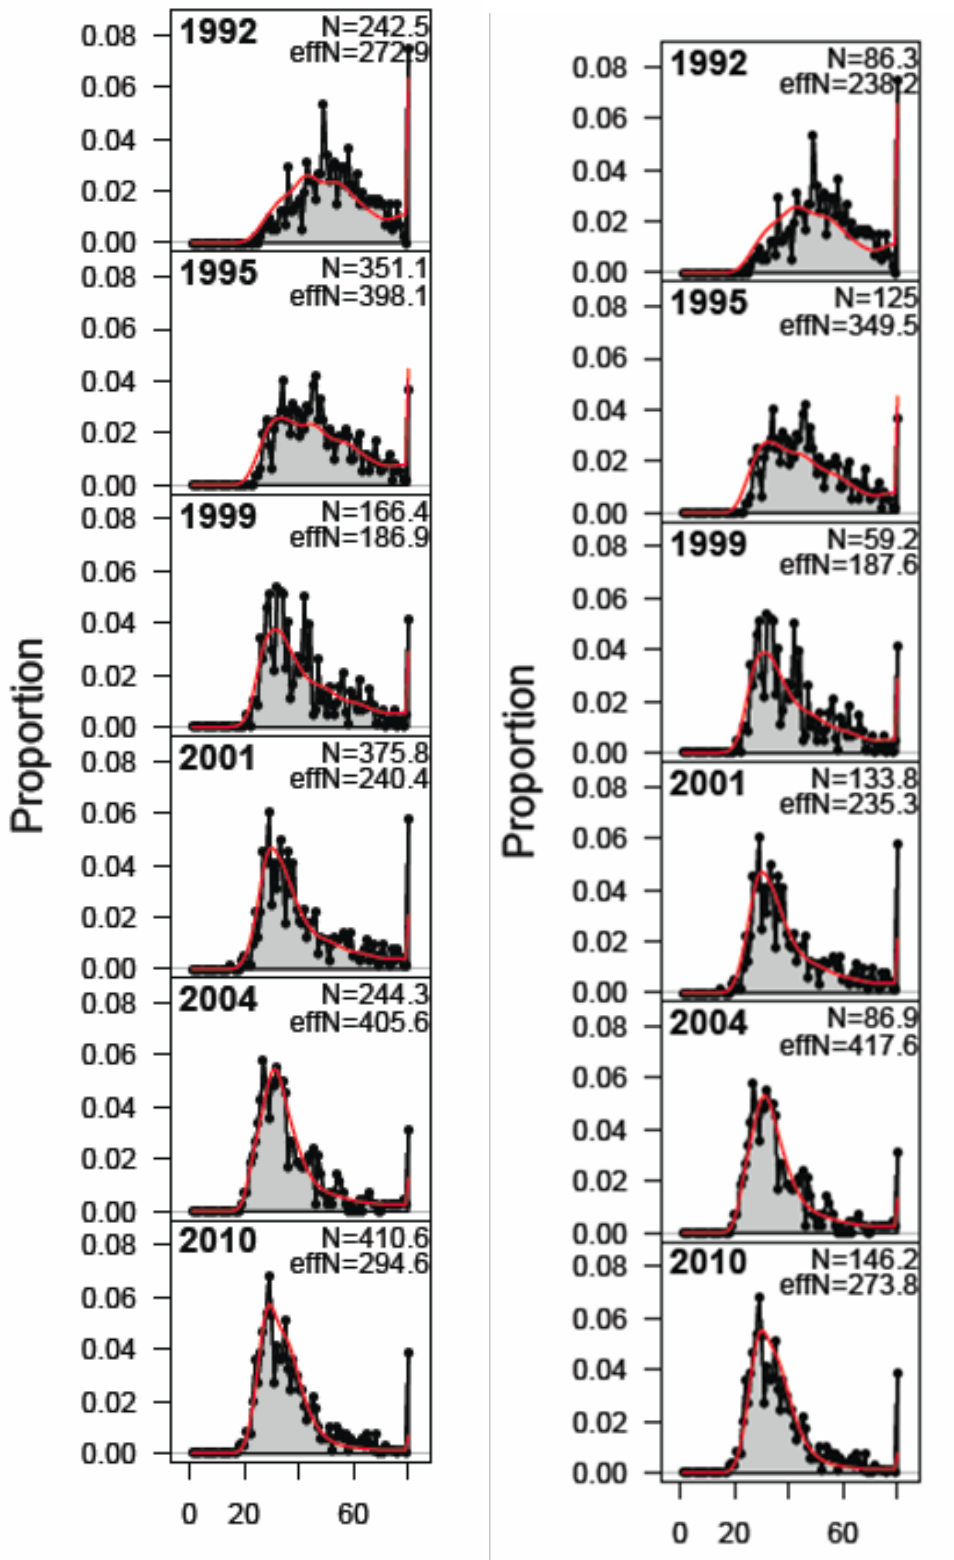 Proportion
0.08
0.06
0.04
0.02
0.00
1992
N=242.5
effN=272.9
0.08
0.06
0.04
0.02
0.00
1995
N=351.1
effN=398.1
0.08
0.06
0.04
0.02
0.00
1999
N=166.4
effN=186.9
0.08
0.06
0.04
0.02
0.00
2001
N=375.8
effN=240.4
0.08
0.06
0.04
0.02
0.00
2004
N=244.3
effN=405.6
0.08
0.06
0.04
0.02
0.00
2010
N=410.6
effN=294.6
0 20 60
Proportion
0.08
0.06
0.04
0.02
0.00
1992
N=86.3
effN=238.2
0.08
0.06
0.04
0.02
0.00
1995
N=125
effN=349.5
0.08
0.06
0.04
0.02
0.00
1999
N=59.2
effN=187.6
0.08
0.06
0.04
0.02
0.00
2001
N=133.8
effN=235.3
0.08
0.06
0.04
0.02
0.00
2004
N=86.9
effN=417.6
0.08
0.06
0.04
0.02
0.00
2010
N=146.2
effN=273.8
0 20 60